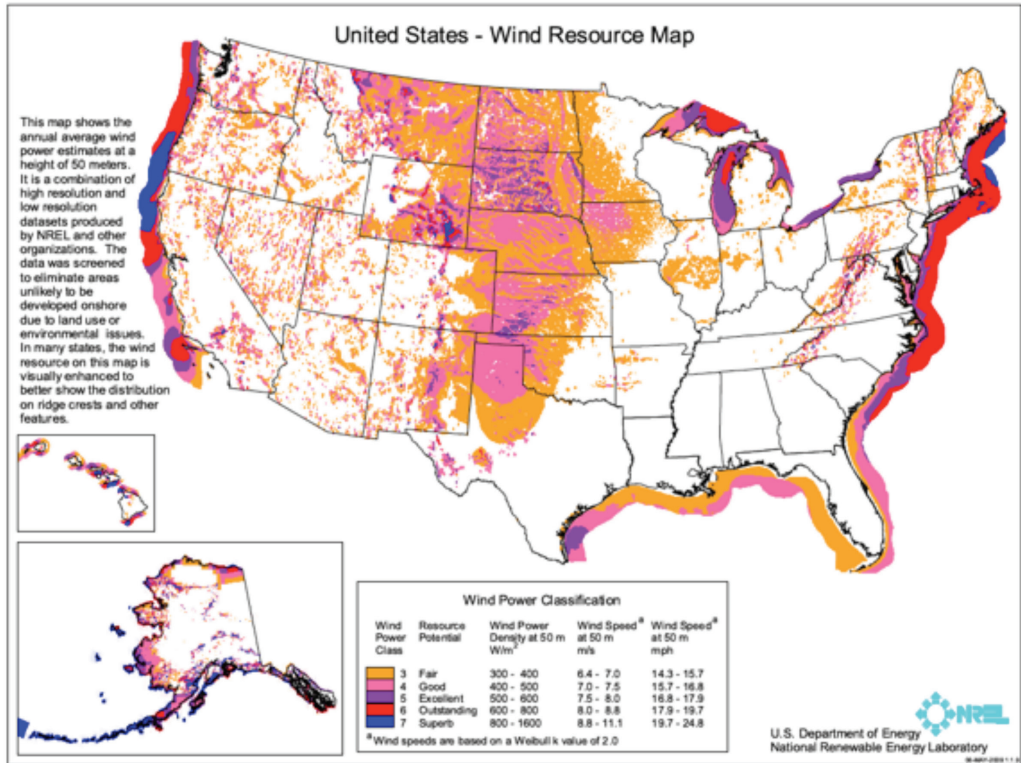 United States - Wind Resource Map
This map shows the
annual average wind
power estimates at a
height of 50 meters.
It is a combination of
high resolution and
low resolution
datasets produced
by NREL and other
organizations. The
data was screened
to eliminate areas
unlikely to be
developed onshore
due to land use or
environmental issues.
In many states, the wind
resource on this map is
visually enhanced to
better show the distribution
on ridge crests and other
features.
Wind Power Classification
Wind Resource Wind Power Wind Speed a Wind Speed a
Power Potential Density at 50 m at 50 m at 50 m
Class W/m2 m/s mph
3 Fair 300 - 400 6.4 - 7.0 14.3 - 15.7
4 Good 400 - 500 7.0 - 7.5 15.7 - 16.8
5 Excellent 500 - 600 7.5 - 8.0 16.8 - 17.9
6 Outstanding 600 - 800 8.0 - 8.8 17.9 - 19.7
7 Superb 800 - 1600 8.8 - 11.1 19.7 - 24.8
a Wind speeds are based on a Weibull k value of 2.0
NREL
U.S. Department of Energy
National Renewable Energy Laboratory